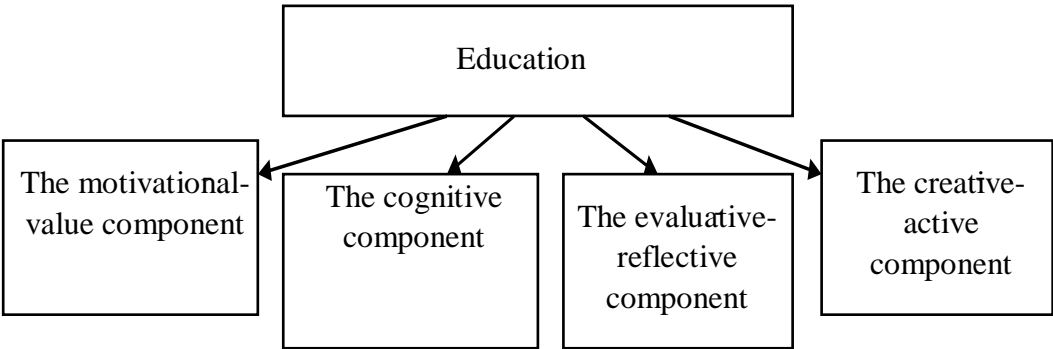 Education
The motivational-
value component
The cognitive
component
The evaluative-
reflective
component
The creative-
active
component